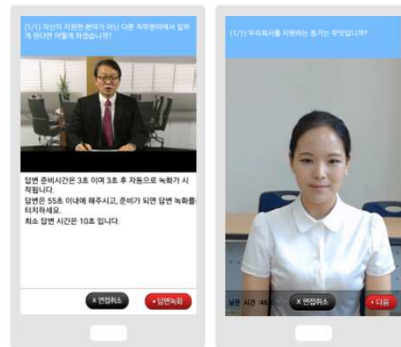 (1/1) 자신이 지원한 분야가 아닌 다른 직무분야에서 일하
게 된다면 어떻게 하겠습니까?
답변 준비시간은 3초 이며 3초 후 자동으로 녹화가 시
작됩니다.
답변은 55초 이내에 해주시고, 준비가 되면 답변 녹화를
터치하세요.
최소 답변 시간은 10초 입니다.
X 면접취소
답변녹화
(1/1) 우리회사를 지원하는 동기는 무엇입니까?
남은 시간
X 면접취소
다음